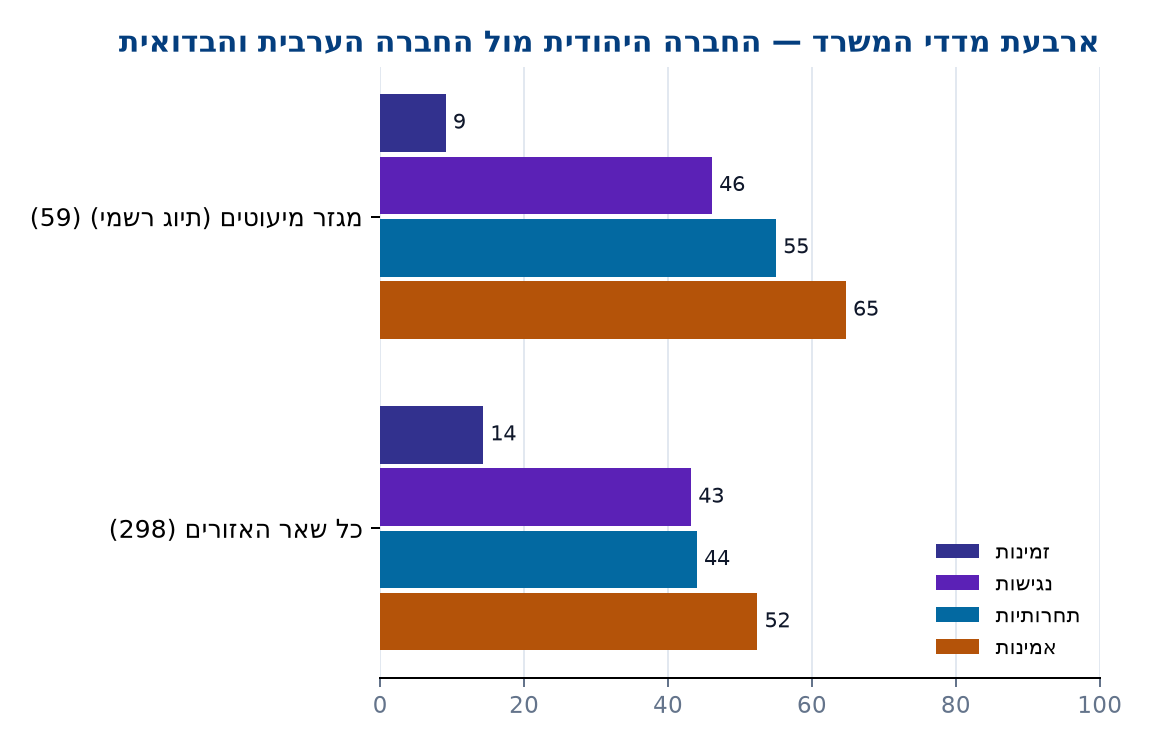 ארבעת מדדי המשרד — החברה היהודית מול החברה הערבית והבדואית
9
46
מגזר מיעוטים (תיוג רשמי) (59)
55
65
14
43
כל שאר האזורים (298)
44
52
זמינות
נגישות
תחרותיות
אמינות
0 20 40 60 80 100